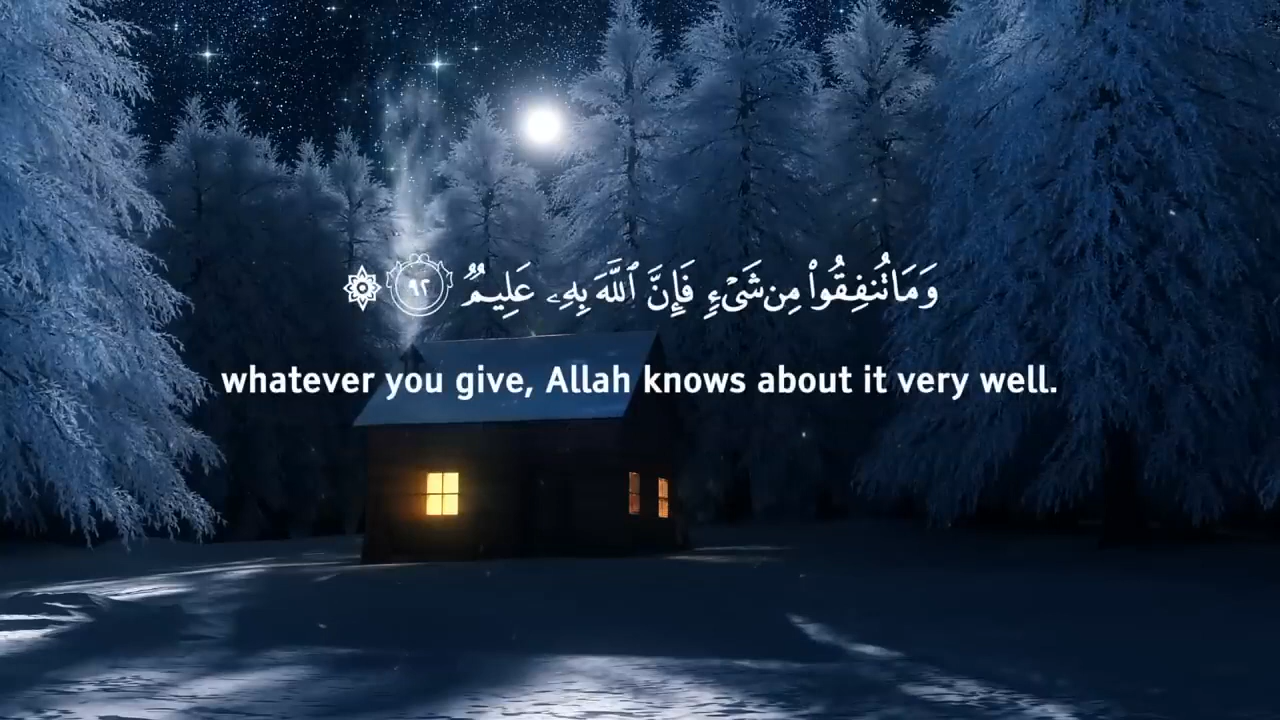 وَمَا تُنفِقُوا۟ مِن شَىْءٍ فَإِنَّ ٱللَّهَ بِهِۦ عَلِيمٌ ٩٢ ۞
whatever you give, Allah knows about it very well.